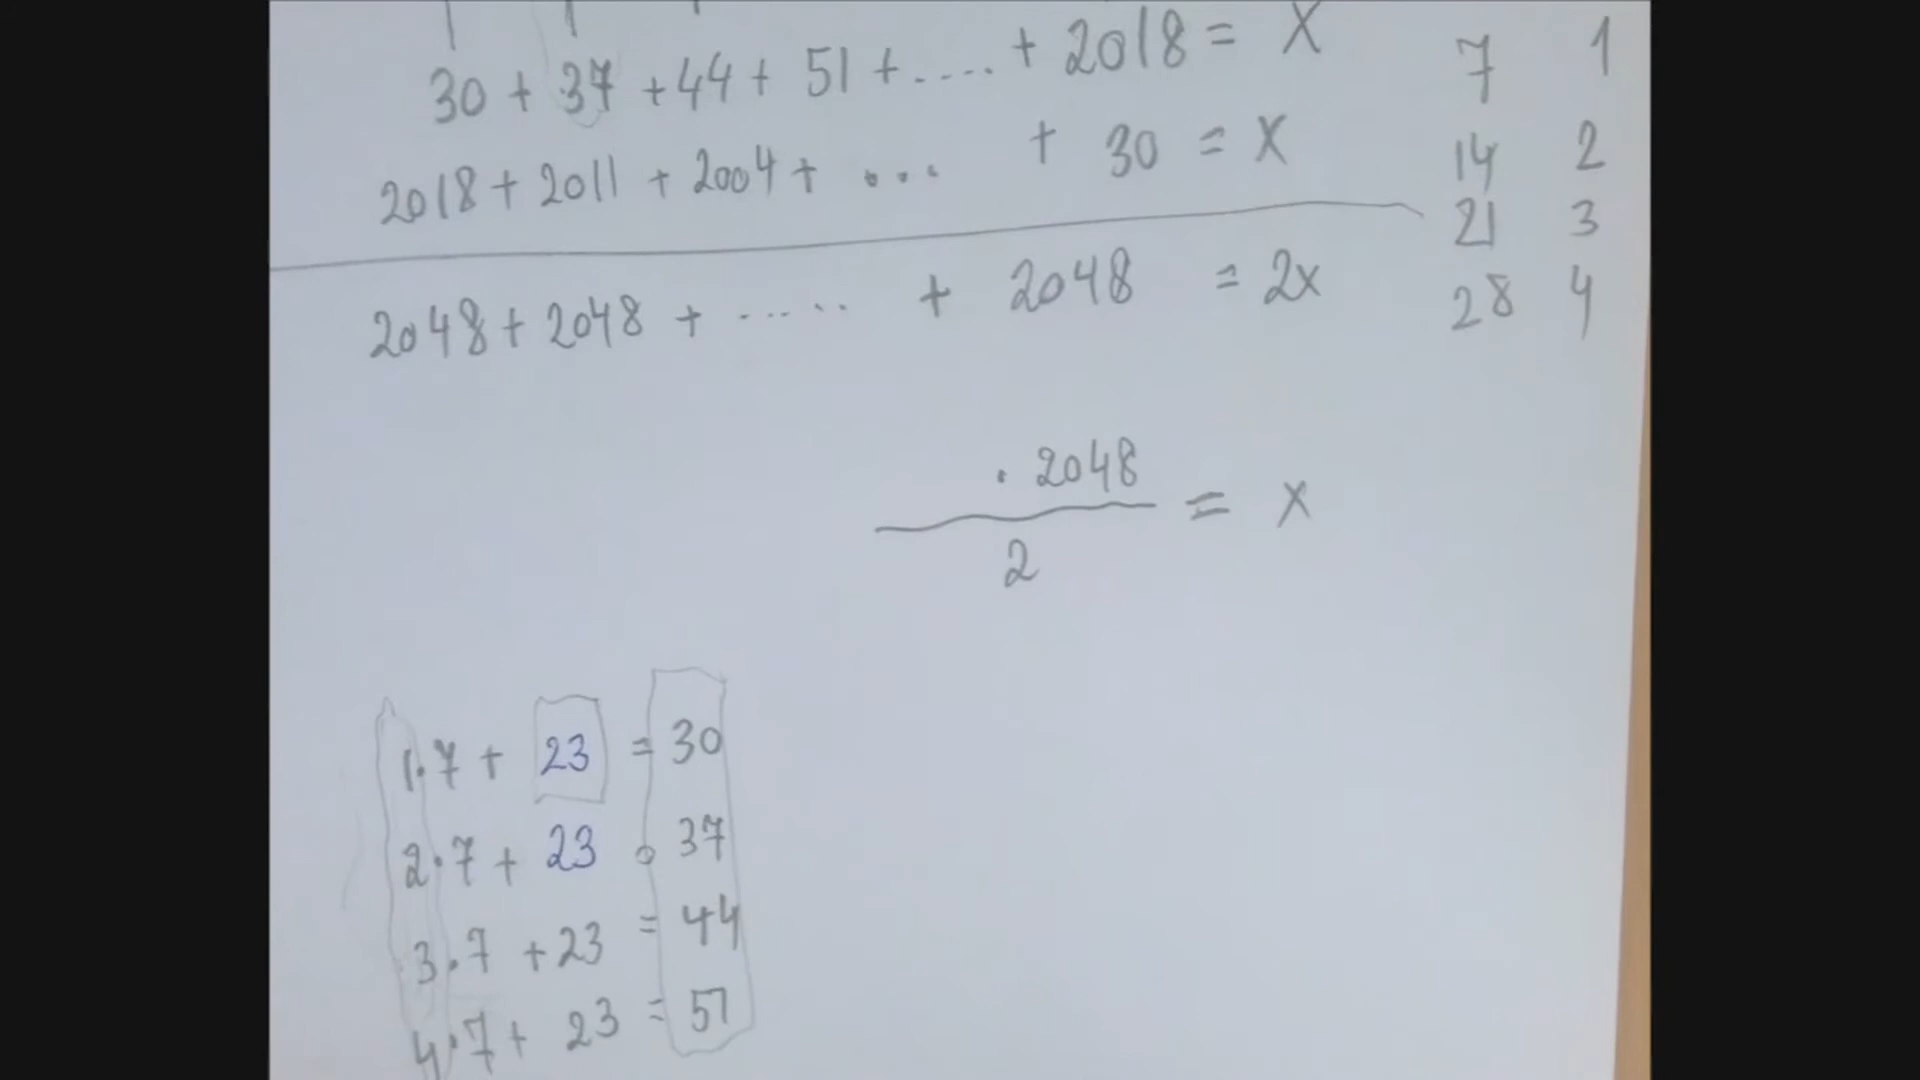 30 + 37 + 44 + 51 + .... + 2018 = X
2018 + 2011 + 2004 + ... + 30 = X
2048 + 2048 + ..... + 2048 = 2x
7 1
14 2
21 3
28 4
· 2048
2
= x
1·7 + 23 = 30
2·7 + 23 = 37
3·7 + 23 = 44
4·7 + 23 = 51